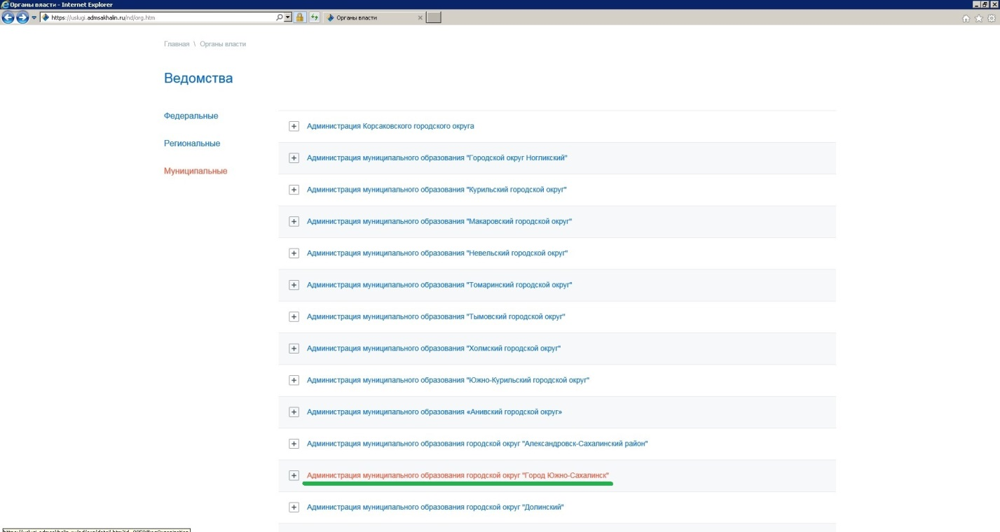 Органы власти - Internet Explorer
https://uslugi.admsakhalin.ru/nd/org.htm
Органы власти
Главная \ Органы власти
Ведомства
Федеральные
Региональные
Муниципальные
Администрация Корсаковского городского округа
Администрация муниципального образования "Городской округ Ногликский"
Администрация муниципального образования "Курильский городской округ"
Администрация муниципального образования "Макаровский городской округ"
Администрация муниципального образования "Невельский городской округ"
Администрация муниципального образования "Томаринский городской округ"
Администрация муниципального образования "Тымовский городской округ"
Администрация муниципального образования "Холмский городской округ"
Администрация муниципального образования "Южно-Курильский городской округ"
Администрация муниципального образования «Анивский городской округ»
Администрация муниципального образования городской округ "Александровск-Сахалинский район"
Администрация муниципального образования городской округ "Город Южно-Сахалинск"
Администрация муниципального образования городской округ "Долинский"